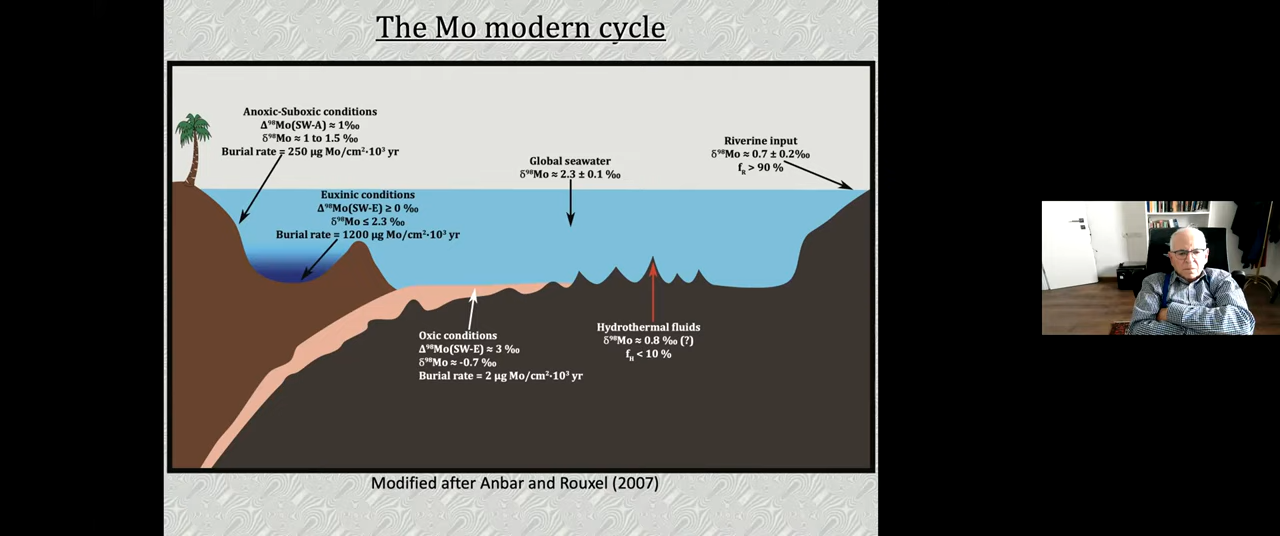 The Mo modern cycle
Anoxic-Suboxic conditions
Δ⁹⁸Mo(SW-A) ≈ 1‰
δ⁹⁸Mo ≈ 1 to 1.5 ‰
Burial rate = 250 μg Mo/cm²·10³ yr
Euxinic conditions
Δ⁹⁸Mo(SW-E) ≥ 0 ‰
δ⁹⁸Mo ≤ 2.3 ‰
Burial rate = 1200 μg Mo/cm²·10³ yr
Global seawater
δ⁹⁸Mo ≈ 2.3 ± 0.1 ‰
Riverine input
δ⁹⁸Mo ≈ 0.7 ± 0.2‰
f_R > 90 %
Oxic conditions
Δ⁹⁸Mo(SW-E) ≈ 3 ‰
δ⁹⁸Mo ≈ -0.7 ‰
Burial rate = 2 μg Mo/cm²·10³ yr
Hydrothermal fluids
δ⁹⁸Mo ≈ 0.8 ‰ (?)
f_H < 10 %
Modified after Anbar and Rouxel (2007)